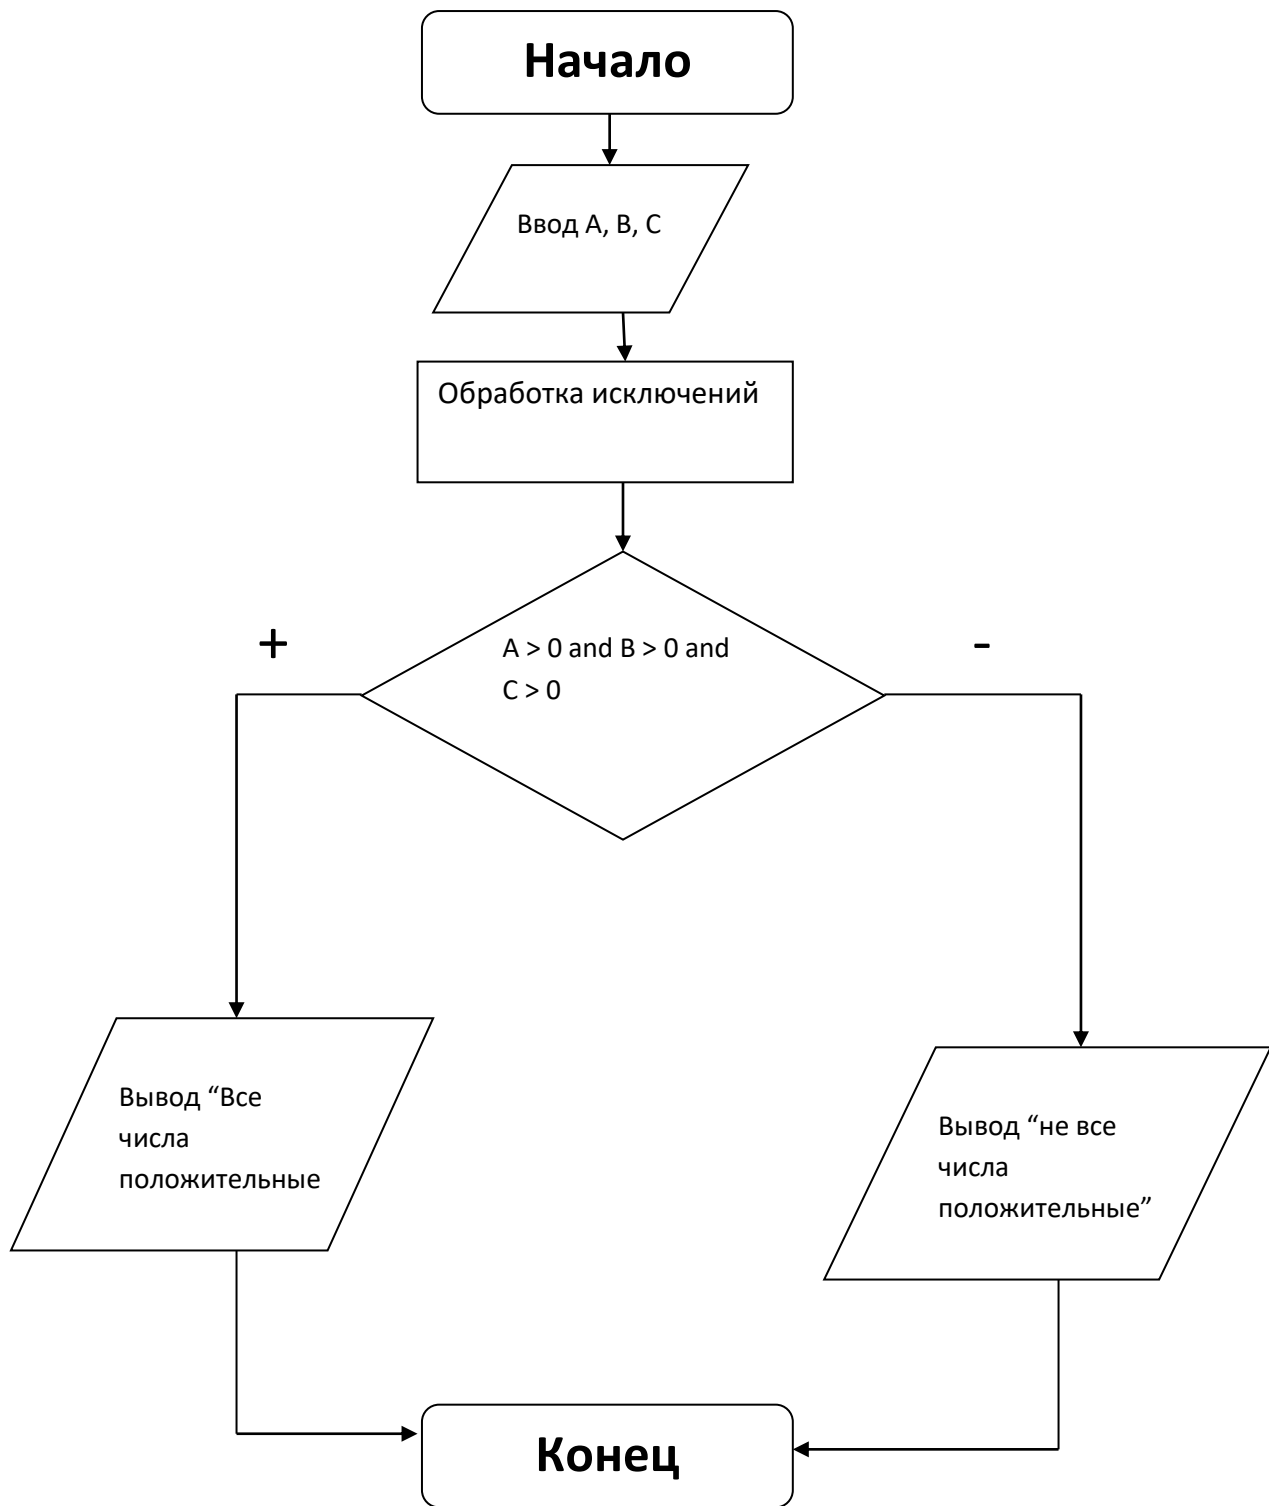 Начало
Ввод A, B, C
Обработка исключений
+
-
A > 0 and B > 0 and
C > 0
Вывод “Все
числа
положительные
Вывод “не все
числа
положительные”
Конец